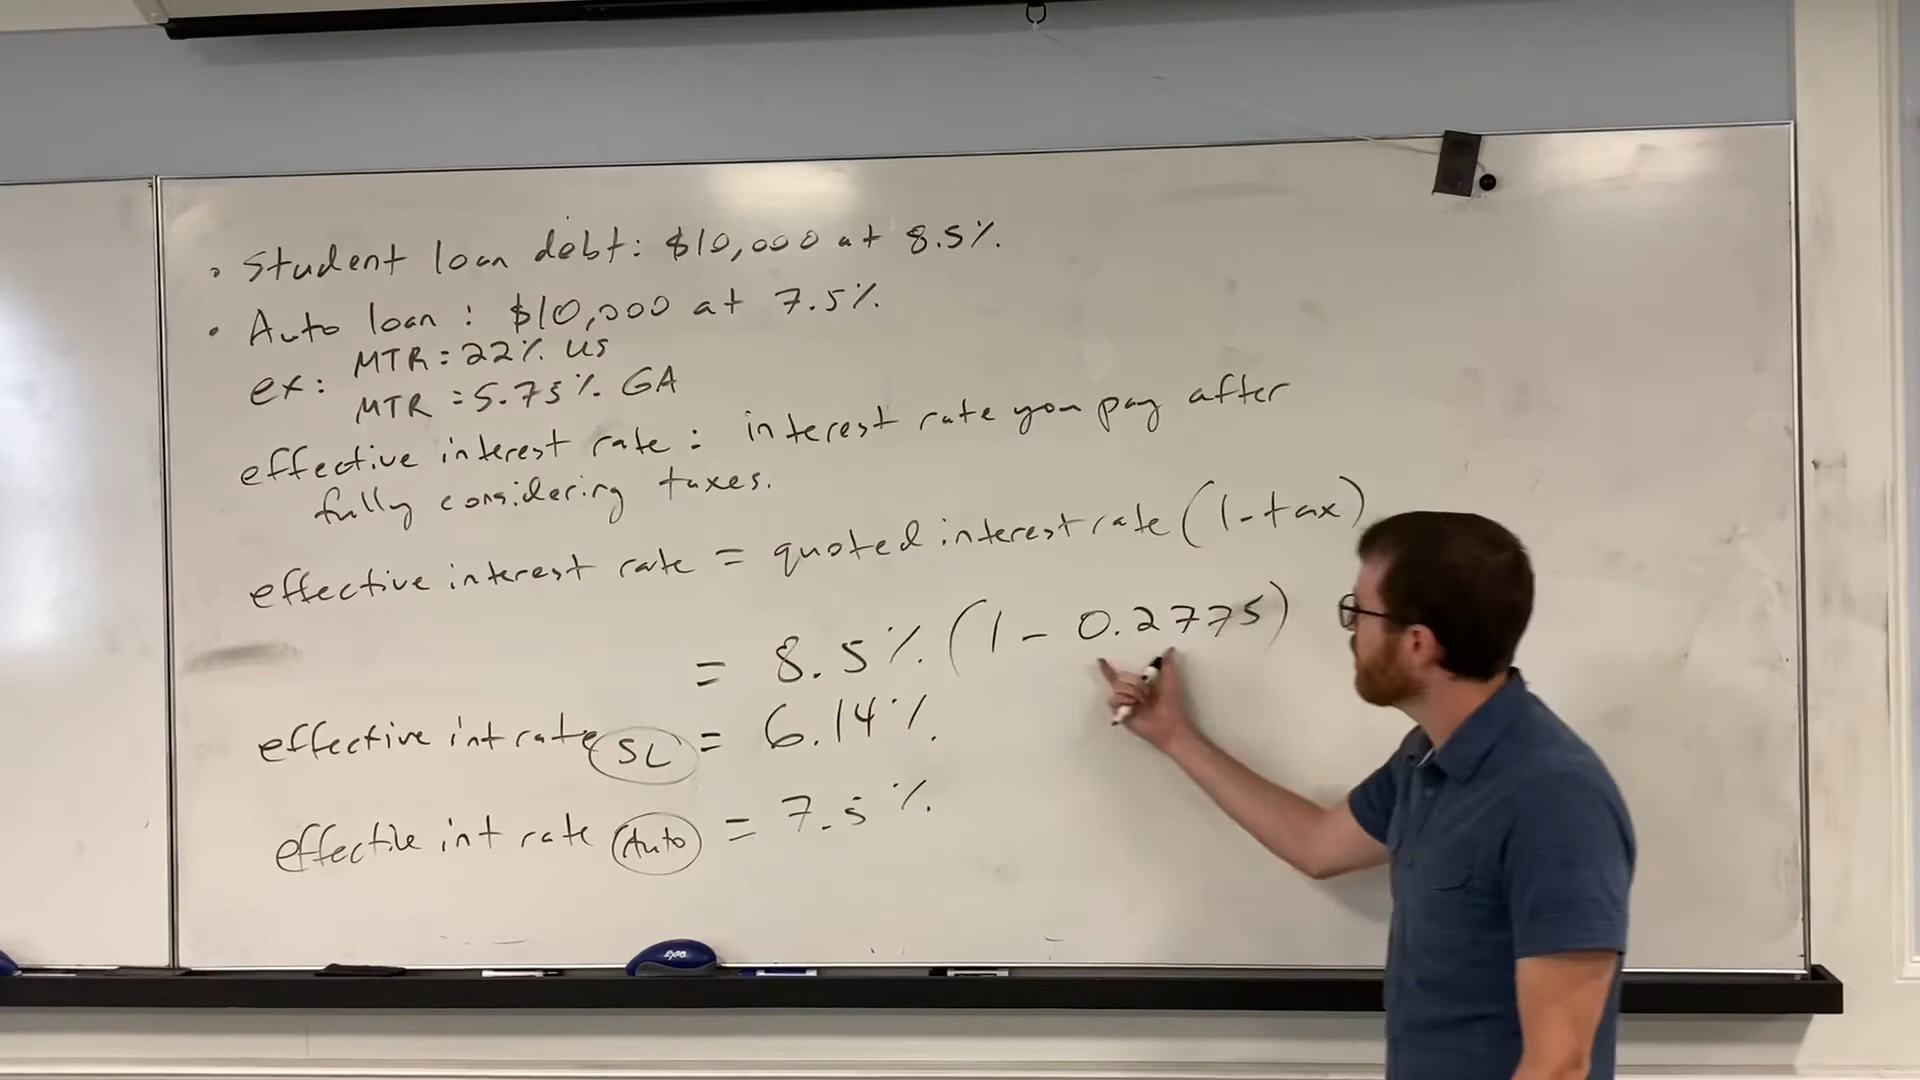 • Student loan debt: $10,000 at 8.5%.
• Auto loan: $10,000 at 7.5%.
ex: MTR = 22% US
MTR = 5.75% GA
effective interest rate: interest rate you pay after
fully considering taxes.
effective interest rate = quoted interest rate (1-tax)
= 8.5% (1 - 0.2775)
effective int rate SL = 6.14%
effective int rate Auto = 7.5%
EXPO